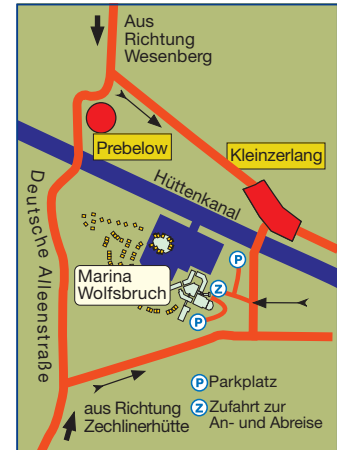 Aus
Richtung
Wesenberg
Prebelow
Kleinzerlang
Hüttenkanal
Deutsche Alleenstraße
Marina
Wolfsbruch
P
Z
P
P Parkplatz
Z Zufahrt zur
An- und Abreise
aus Richtung
Zechlinerhütte